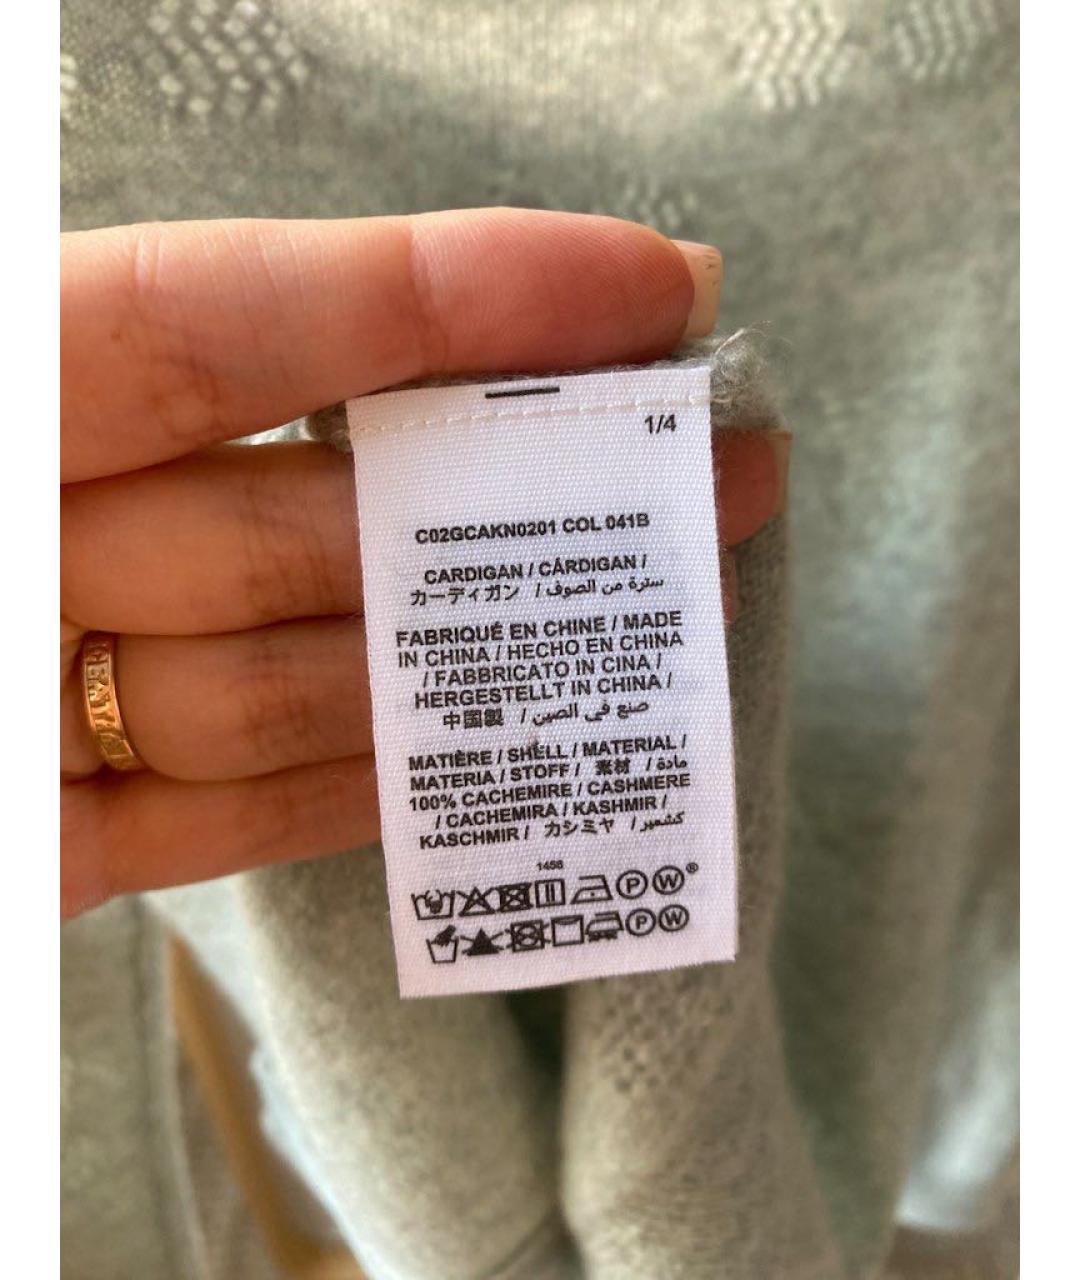 1/4
C02GCAKN0201 COL 041B
CARDIGAN / CÁRDIGAN /
カーディガン / سترة من الصوف
FABRIQUÉ EN CHINE / MADE
IN CHINA / HECHO EN CHINA
/ FABBRICATO IN CINA /
HERGESTELLT IN CHINA /
中国製 / صنع في الصين
MATIÈRE / SHELL / MATERIAL /
MATERIA / STOFF / 素材 / مادة
100% CACHEMIRE / CASHMERE
/ CACHEMIRA / KASHMIR /
KASCHMIR / カシミヤ / كشمير
1458
P W®
P W